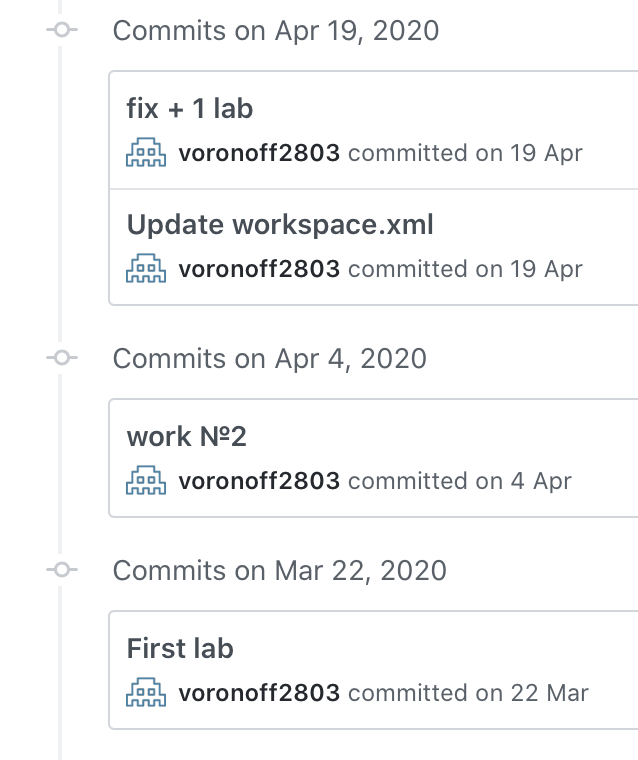 Commits on Apr 19, 2020
fix + 1 lab
voronoff2803 committed on 19 Apr
Update workspace.xml
voronoff2803 committed on 19 Apr
Commits on Apr 4, 2020
work №2
voronoff2803 committed on 4 Apr
Commits on Mar 22, 2020
First lab
voronoff2803 committed on 22 Mar